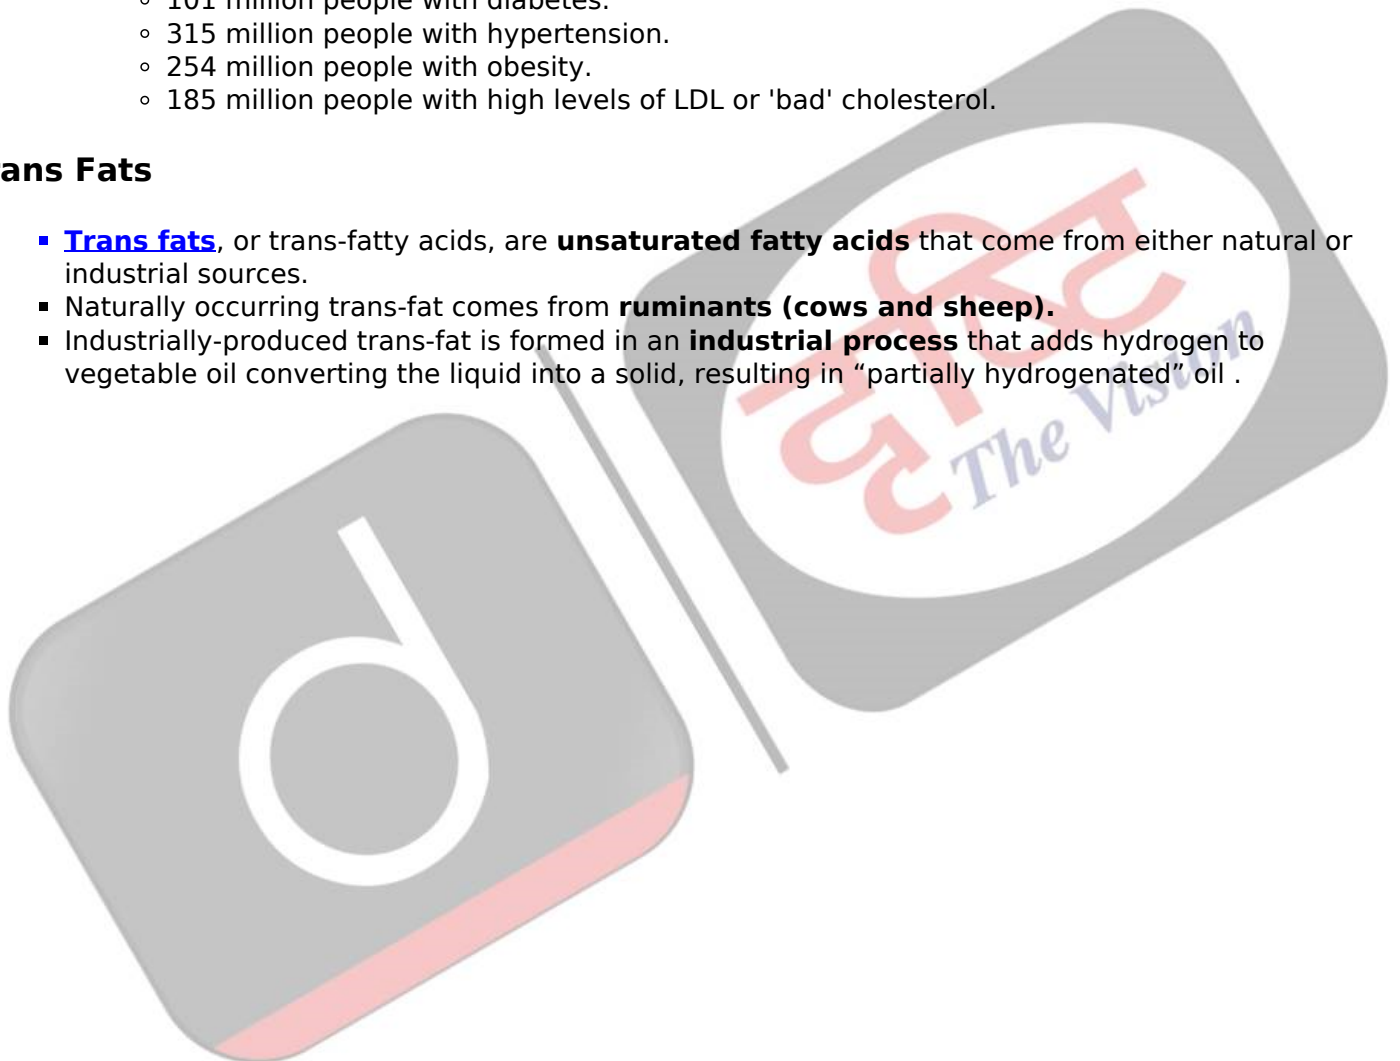 101 million people with diabetes.
315 million people with hypertension.
254 million people with obesity.
185 million people with high levels of LDL or 'bad' cholesterol.
ans Fats
Trans fats, or trans-fatty acids, are unsaturated fatty acids that come from either natural or
industrial sources.
Naturally occurring trans-fat comes from ruminants (cows and sheep).
Industrially-produced trans-fat is formed in an industrial process that adds hydrogen to
vegetable oil converting the liquid into a solid, resulting in “partially hydrogenated” oil .
दृष्टि
The Vision
d